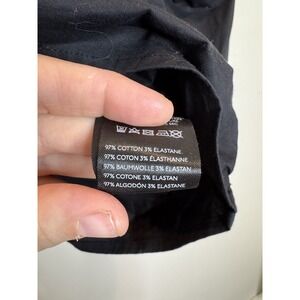 97% COTTON 3% ELASTANE
97% COTON 3% ÉLASTHANNE
97% BAUMWOLLE 3% ELASTAN
97% COTONE 3% ELASTAN
97% ALGODÓN 3% ELASTANE